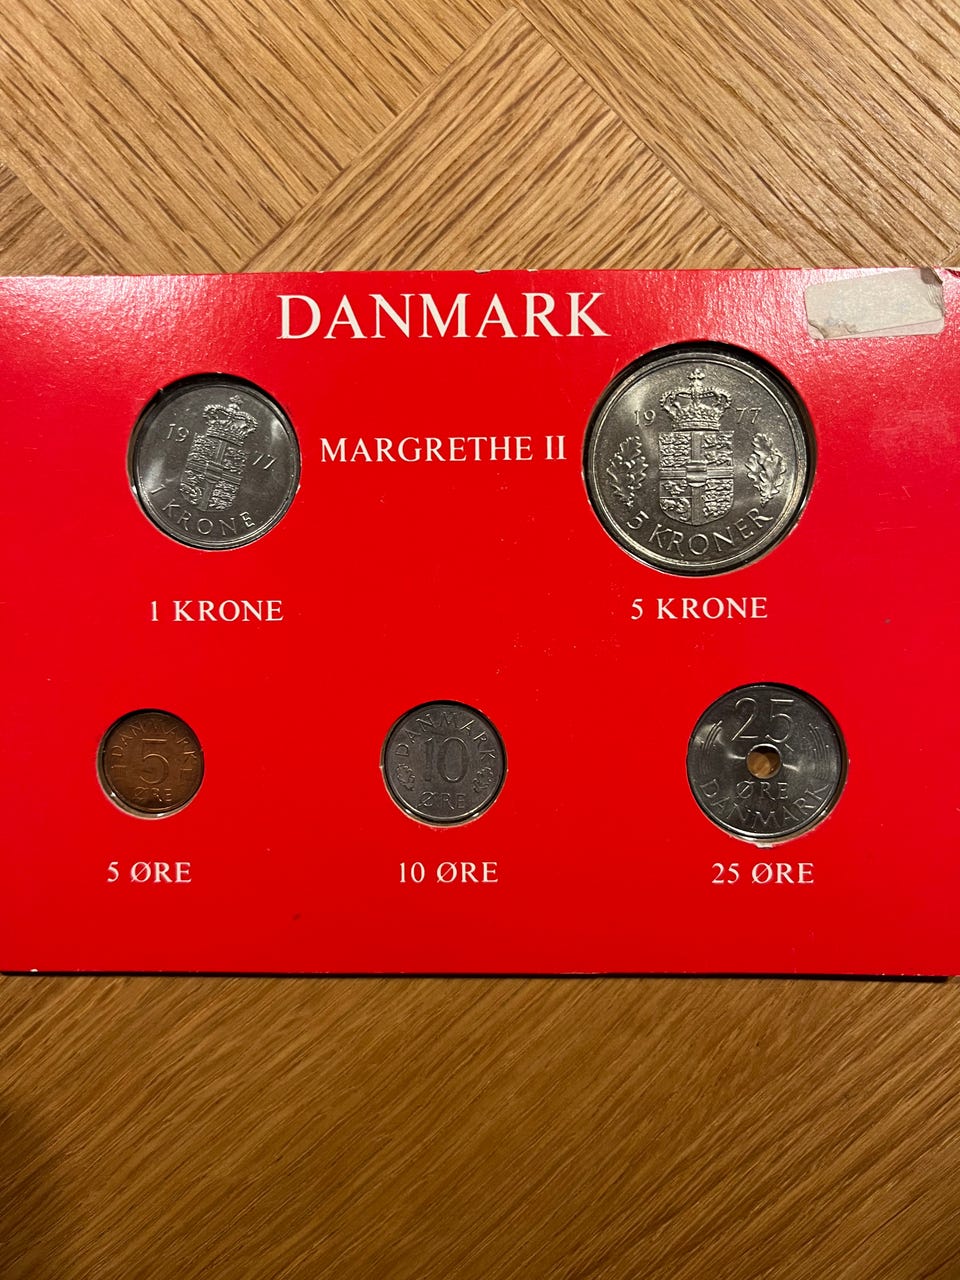 DANMARK
MARGRETHE II
19 77
1 KRONE
19 77
5 KRONER
1 KRONE
5 KRONE
DANMARK
5
ØRE
DANMARK
10
ØRE
25
ØRE
DANMARK
5 ØRE
10 ØRE
25 ØRE